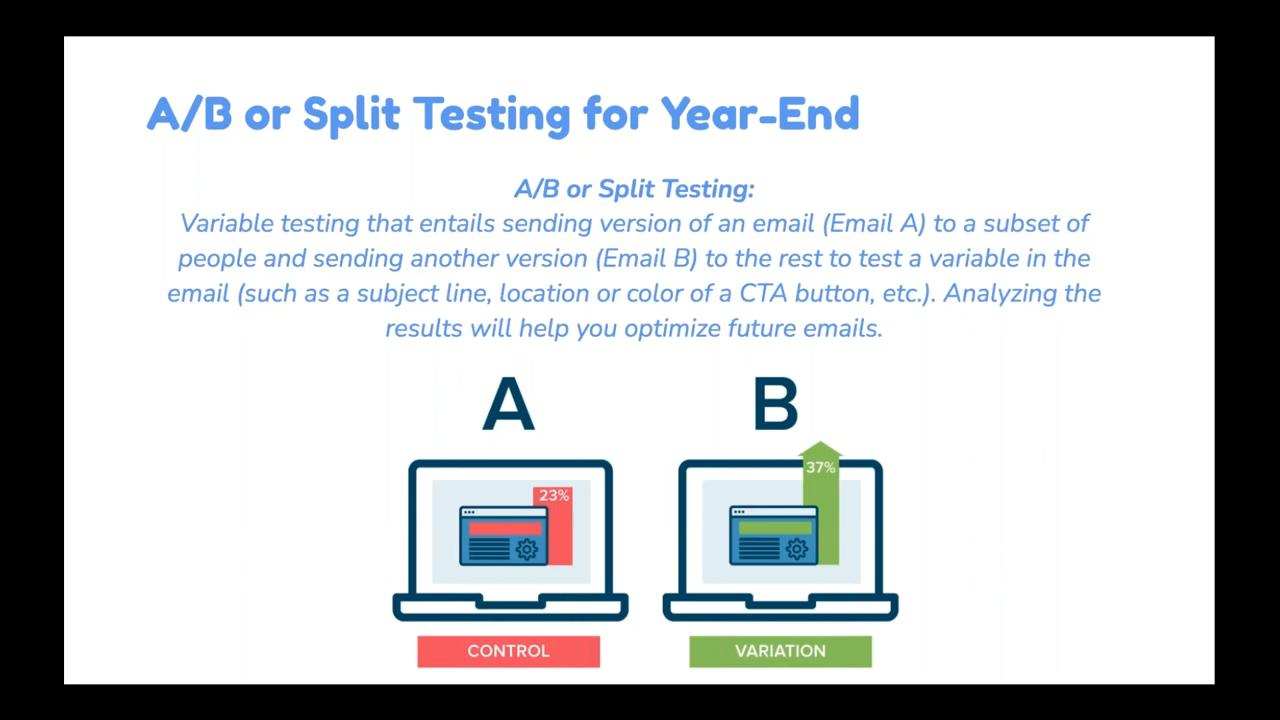 A/B or Split Testing for Year-End
A/B or Split Testing:
Variable testing that entails sending version of an email (Email A) to a subset of
people and sending another version (Email B) to the rest to test a variable in the
email (such as a subject line, location or color of a CTA button, etc.). Analyzing the
results will help you optimize future emails.
A
B
23%
37%
CONTROL
VARIATION